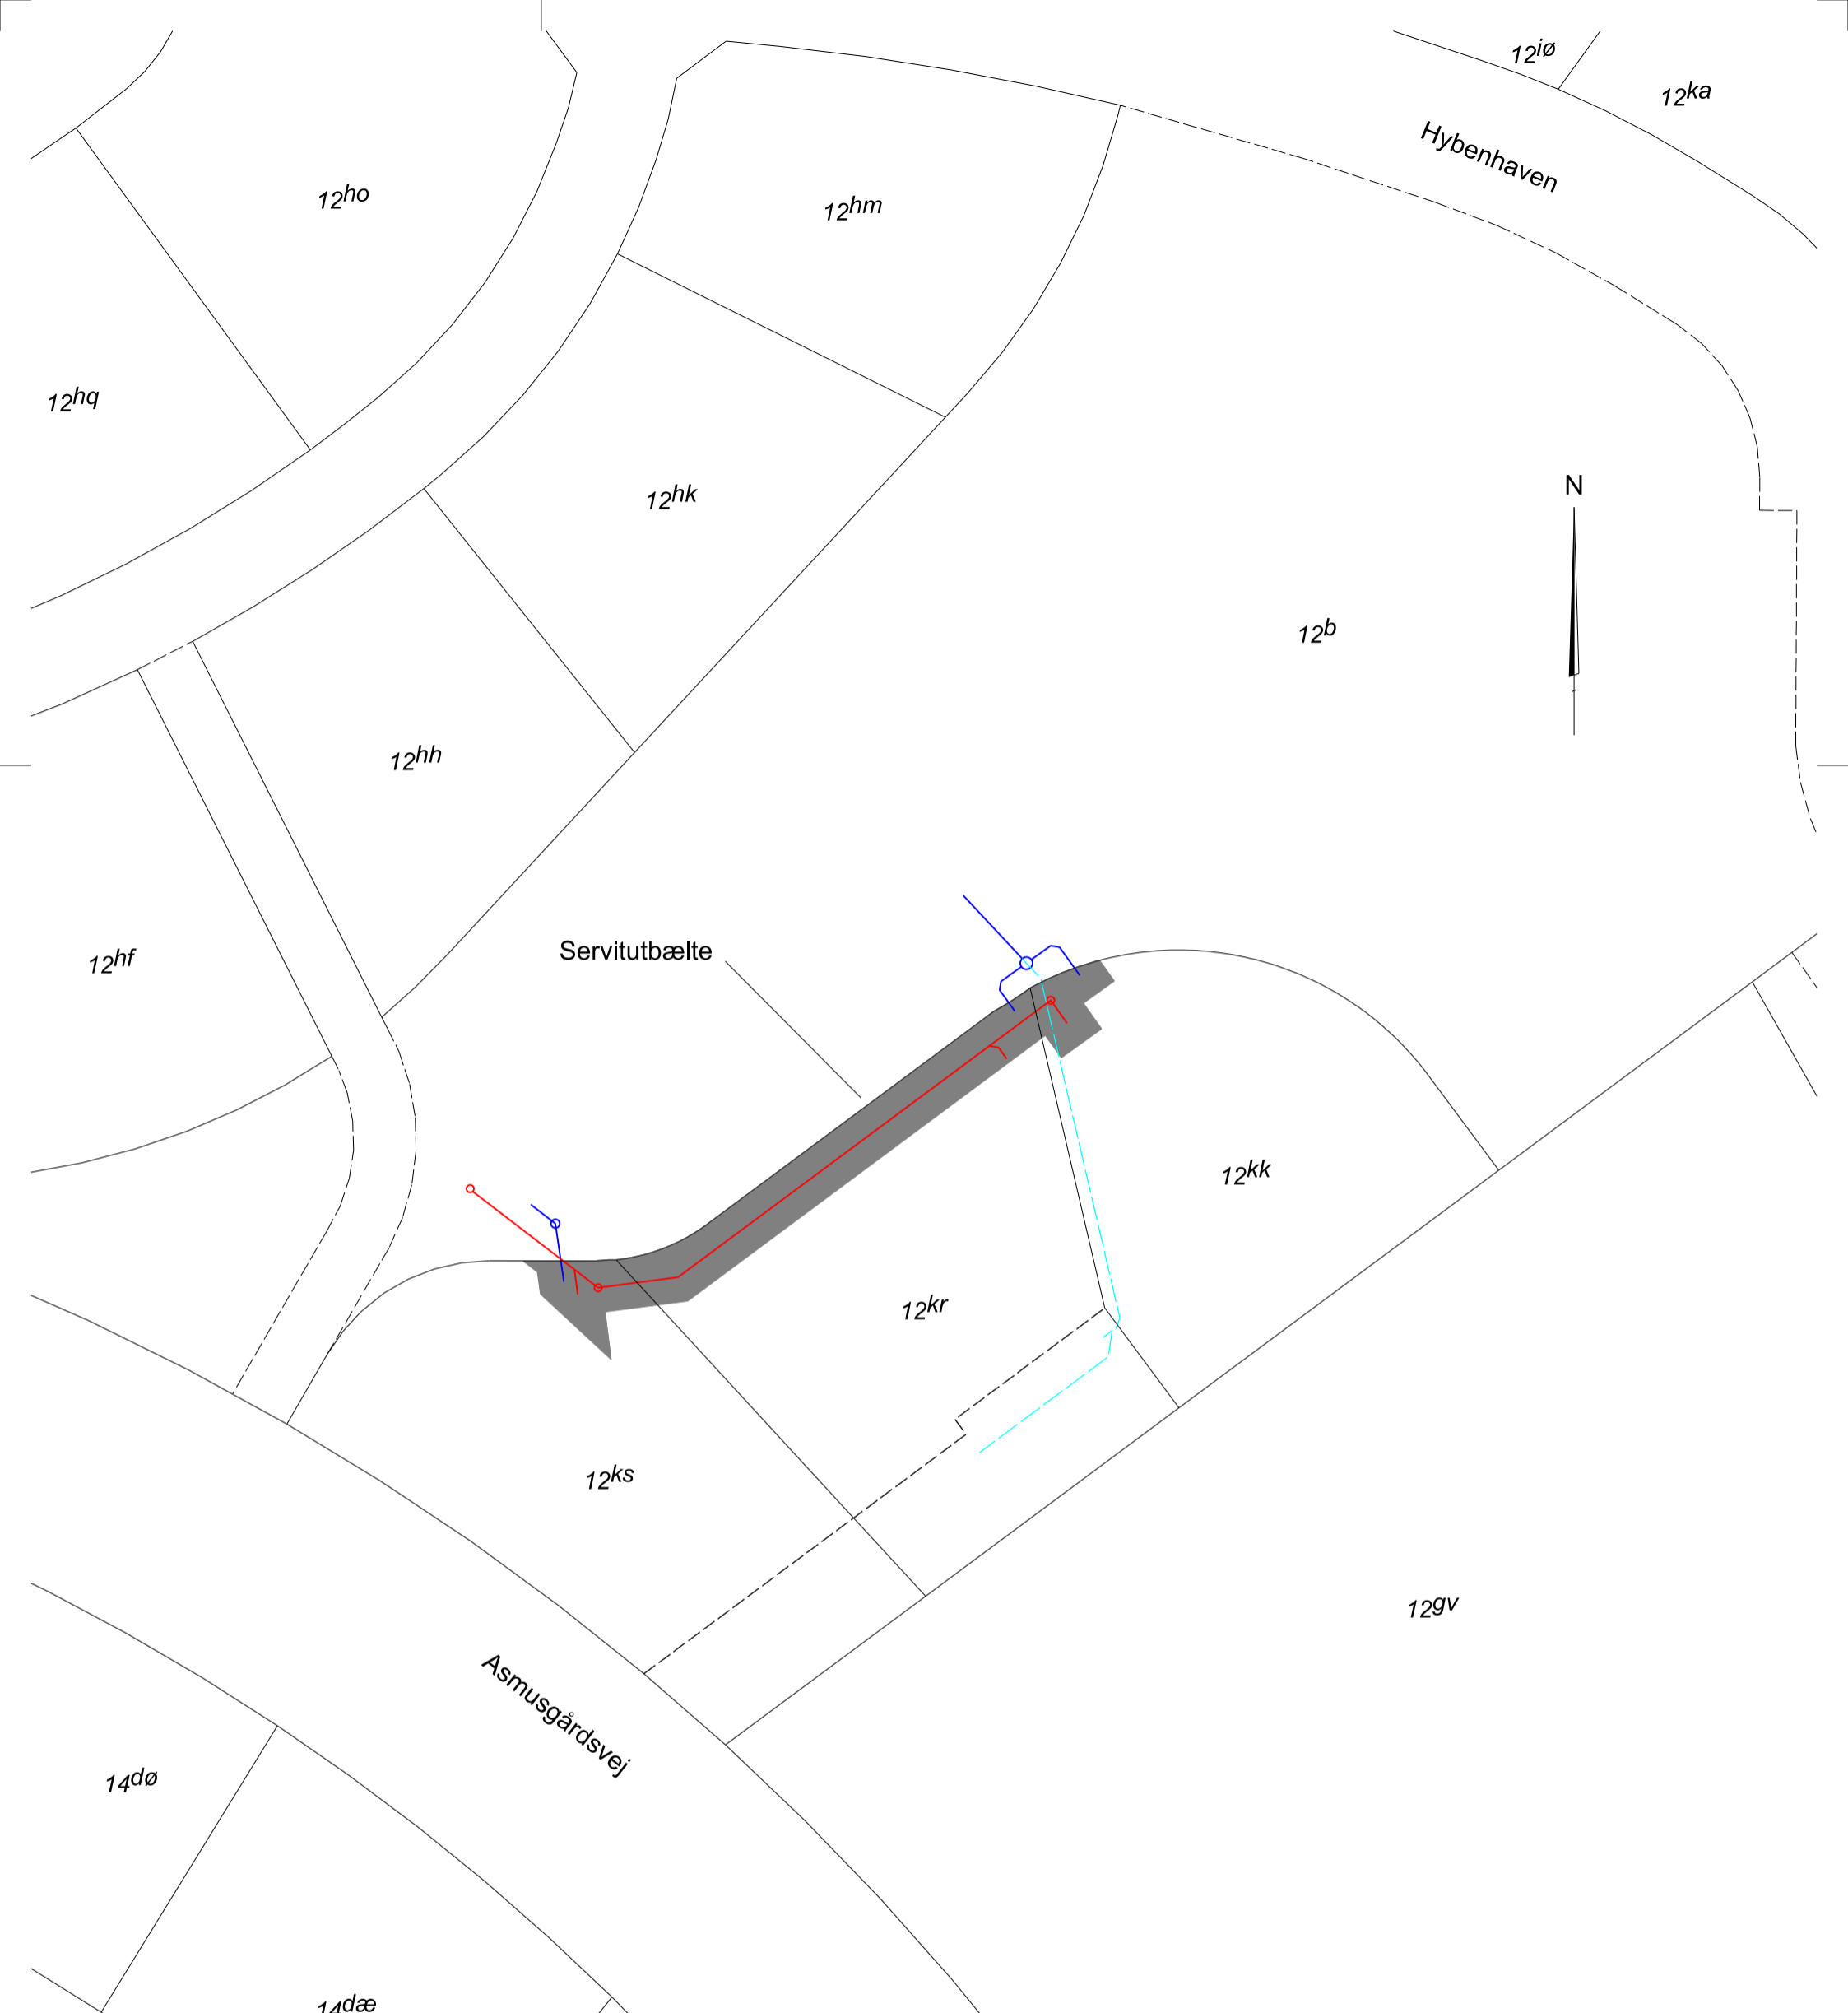 12iø
12ka
Hybenhaven
12ho
12hm
12hq
N
12hk
12b
12hh
Servitutbælte
12hf
12kk
12kr
12ks
12gv
Asmusgårdsvej
14dø
14dæ